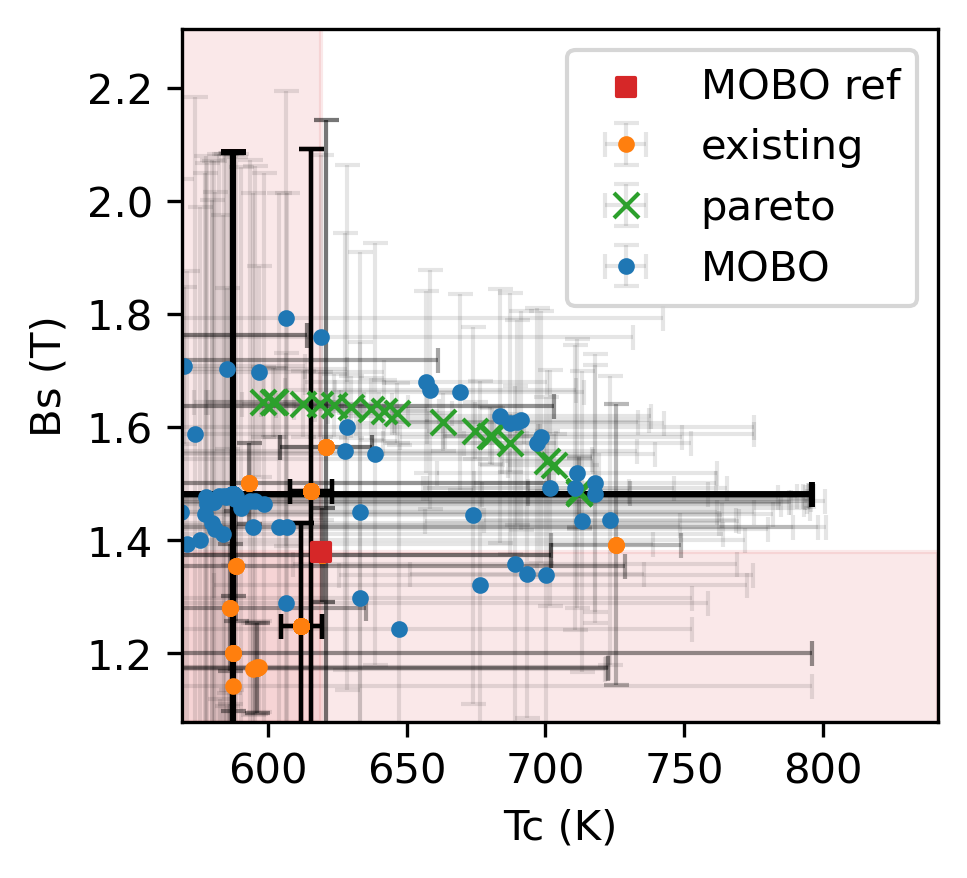 2.2
2.0
1.8
1.6
1.4
1.2
Bs (T)
MOBO ref
existing
pareto
MOBO
600
650
700
750
800
Tc (K)